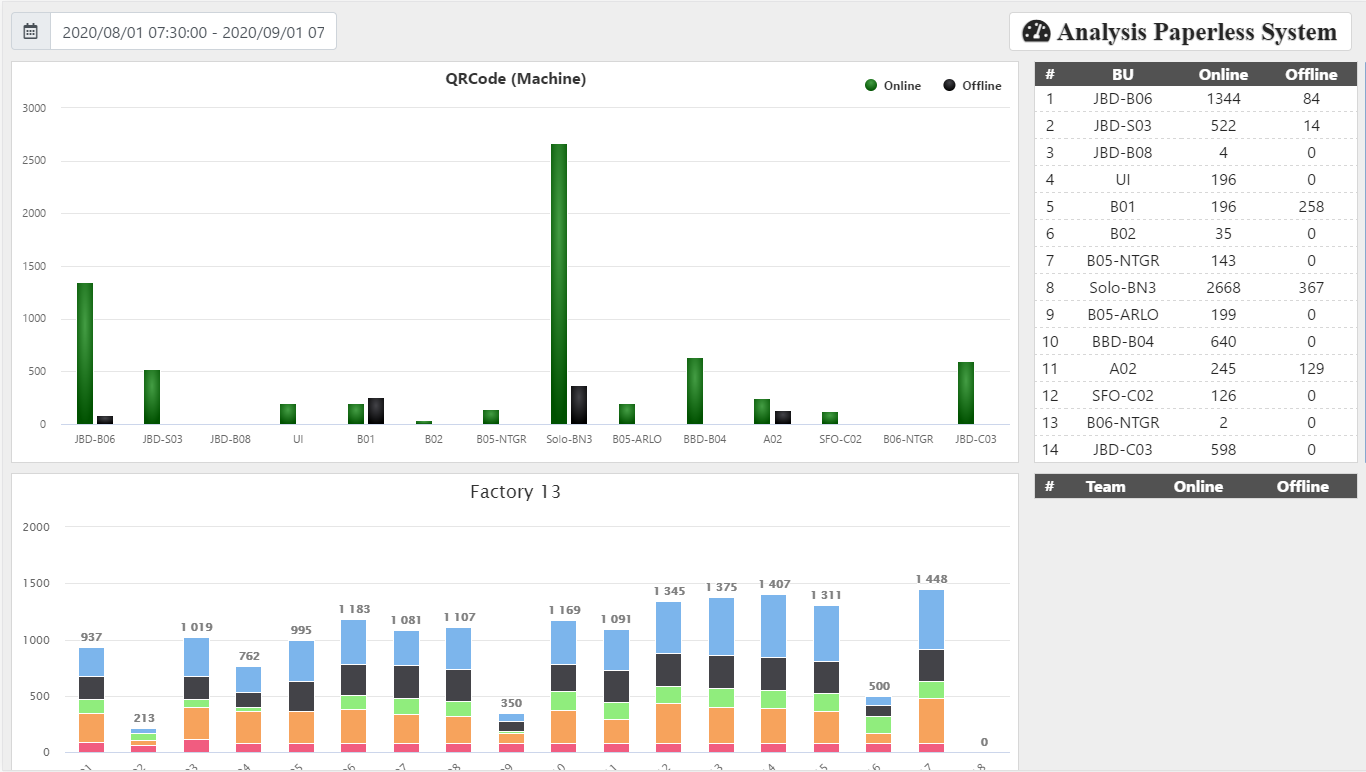 2020/08/01 07:30:00 - 2020/09/01 07
Analysis Paperless System
QRCode (Machine)
Online Offline
3000
2500
2000
1500
1000
500
0
JBD-B06 JBD-S03 JBD-B08 UI B01 B02 B05-NTGR Solo-BN3 B05-ARLO BBD-B04 A02 SFO-C02 B06-NTGR JBD-C03
# BU Online Offline
1 JBD-B06 1344 84
2 JBD-S03 522 14
3 JBD-B08 4 0
4 UI 196 0
5 B01 196 258
6 B02 35 0
7 B05-NTGR 143 0
8 Solo-BN3 2668 367
9 B05-ARLO 199 0
10 BBD-B04 640 0
11 A02 245 129
12 SFO-C02 126 0
13 B06-NTGR 2 0
14 JBD-C03 598 0
Factory 13
2000
1500
1000
500
0
937 213 1 019 762 995 1 183 1 081 1 107 350 1 169 1 091 1 345 1 375 1 407 1 311 500 1 448 0
# Team Online Offline